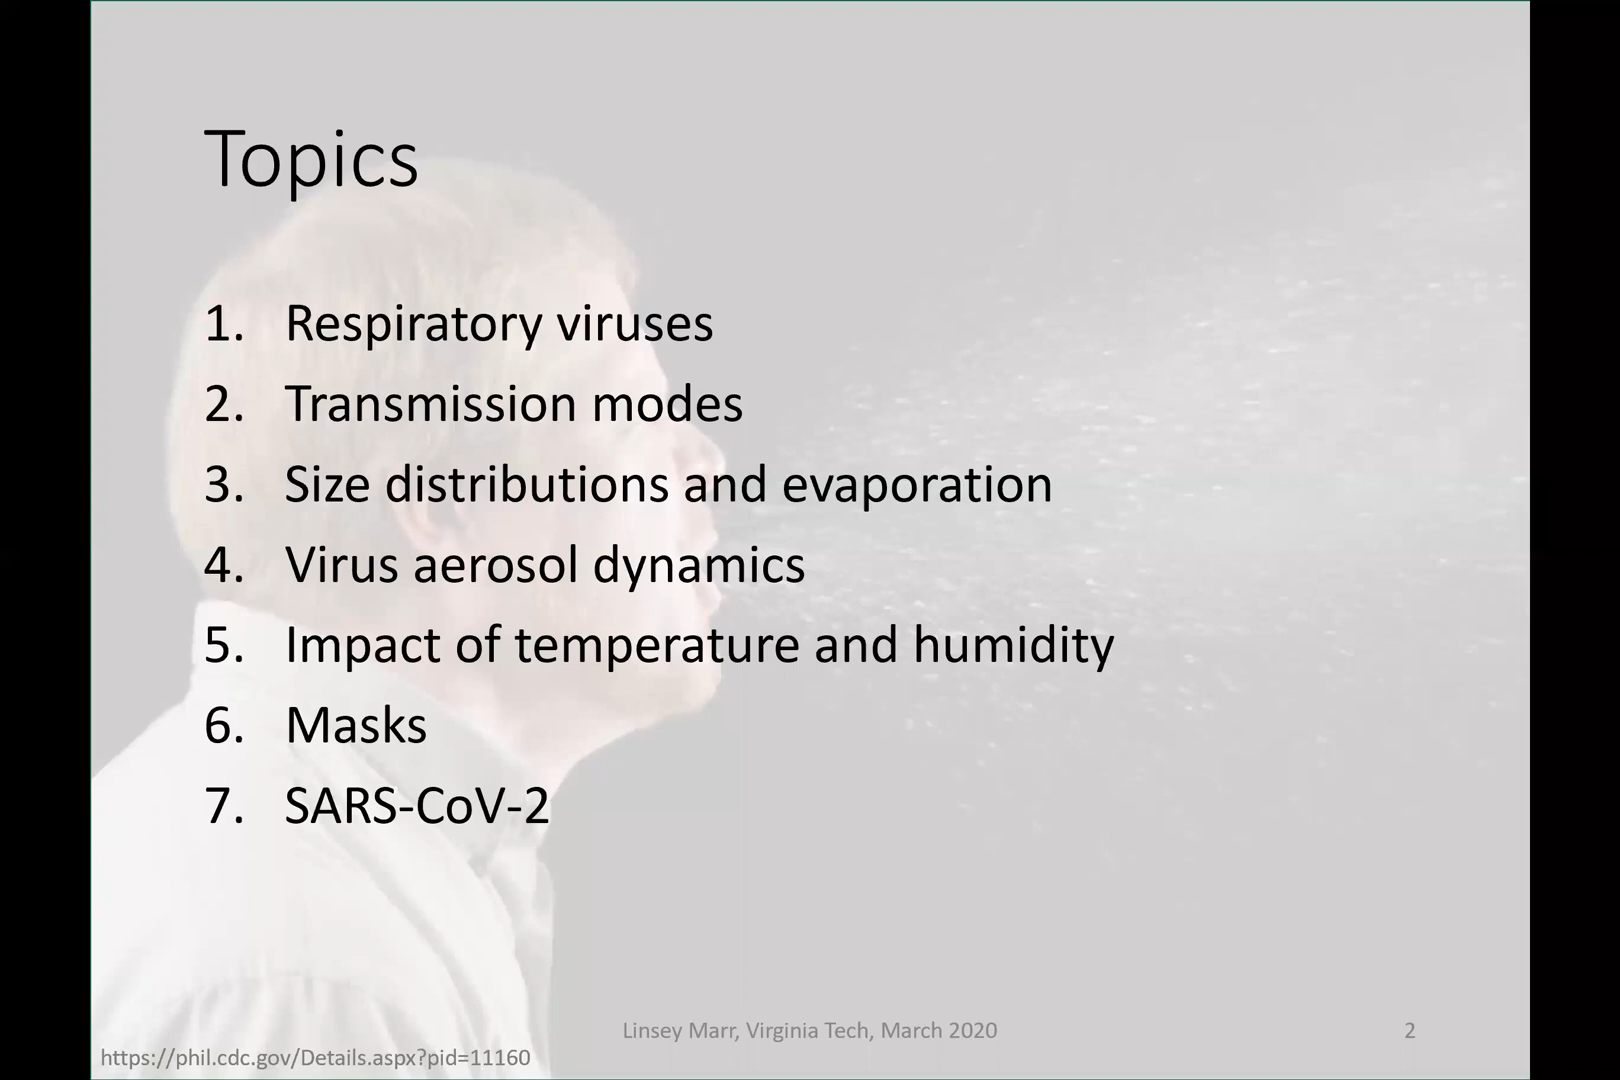 Topics
1. Respiratory viruses
2. Transmission modes
3. Size distributions and evaporation
4. Virus aerosol dynamics
5. Impact of temperature and humidity
6. Masks
7. SARS-CoV-2
Linsey Marr, Virginia Tech, March 2020
2
https://phil.cdc.gov/Details.aspx?pid=11160